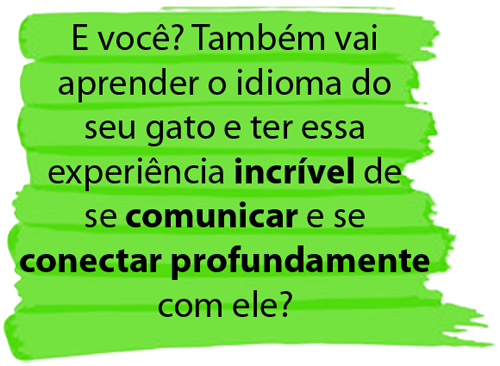 E você? Também vai
aprender o idioma do
seu gato e ter essa
experiência incrível de
se comunicar e se
conectar profundamente
com ele?